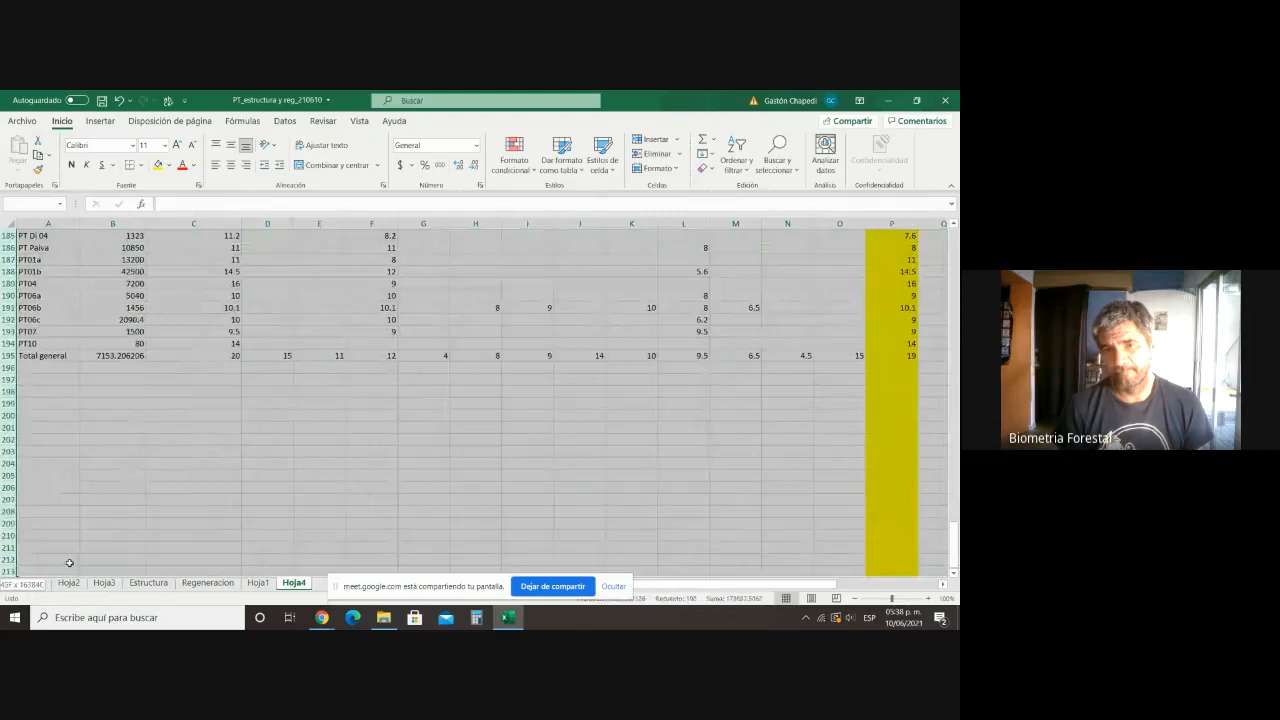 Autoguardado PT_estructura y reg_210610 Buscar Gastón Chapedi GC
Archivo Inicio Insertar Disposición de página Fórmulas Datos Revisar Vista Ayuda Compartir Comentarios
Pegar Calibri 11 Ajustar texto General Formato condicional Dar formato como tabla Estilos de celda Insertar Ordenar y filtrar Buscar y seleccionar Analizar datos Confidencialidad
N K S Combinar y centrar $ % 000 Eliminar
Formato
Portapapeles Fuente Alineación Número Estilos Celdas Edición Análisis Confidencialidad
fx
A B C D E F G H I J K L M N O P Q
185 PT Di 04 1323 11.2 8.2 7.6
186 PT Paiva 10850 11 11 8 8
187 PT01a 13200 11 8 11
188 PT01b 42500 14.5 12 5.6 14.5
189 PT04 7200 16 9 16
190 PT06a 5040 10 10 8 9
191 PT06b 1456 10.1 10.1 8 9 10 8 6.5 10.1
192 PT06c 2090.4 10 10 6.2 9
193 PT07 1500 9.5 9 9.5 9
194 PT10 80 14 14
195 Total general 7153.206206 20 15 11 12 4 8 9 14 10 9.5 6.5 4.5 15 19
196
197
198
199
200
201
202
203
204
205
206
207
208
209
210
211
212
213
Hoja2 Hoja3 Estructura Regeneracion Hoja1 Hoja4
meet.google.com está compartiendo tu pantalla. Dejar de compartir Ocultar
Listo 100%
Escribe aquí para buscar ESP 05:38 p. m.
10/06/2021 2
Biometria Forestal